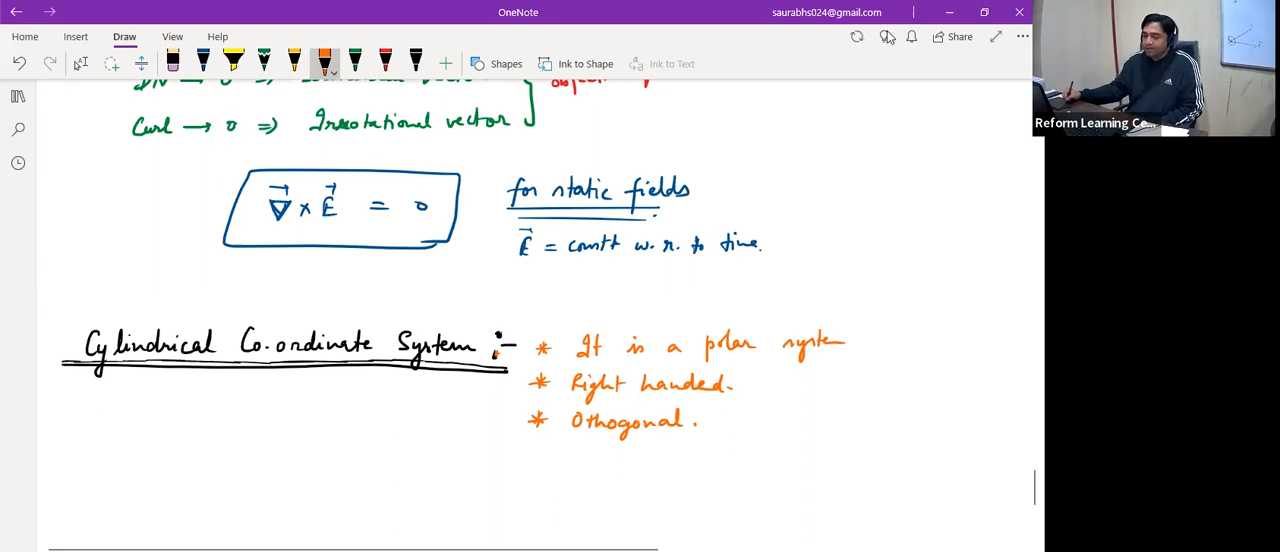 OneNote
saurabhs024@gmail.com
Home Insert Draw View Help
Share
Shapes Ink to Shape Ink to Text
Reform Learning Ce...
Curl → 0 ⇒ Irrotational vector
∇ × E = 0
for static fields
E = constt w.r. to time.
Cylindrical Co-ordinate System :-
* It is a polar system
* Right handed.
* Othogonal.